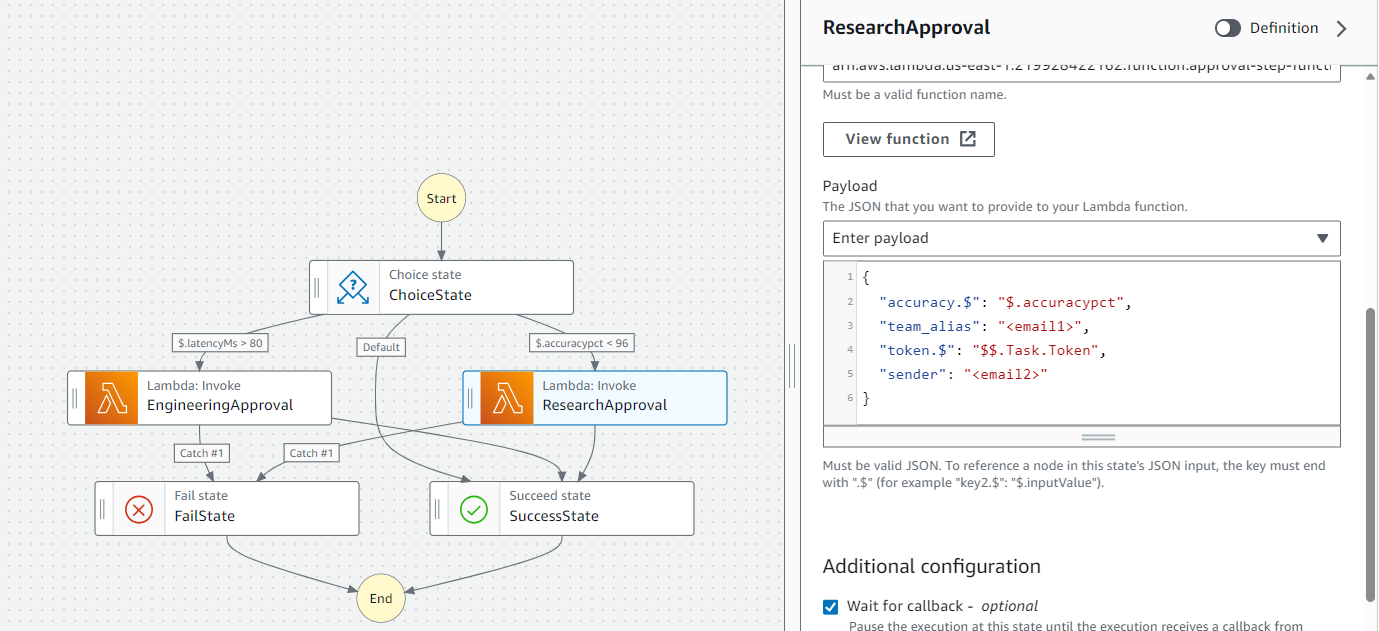 Start
Choice state
ChoiceState
$.latencyMs > 80
Default
$.accuracypct < 96
Lambda: Invoke
EngineeringApproval
Lambda: Invoke
ResearchApproval
Catch #1
Catch #1
Fail state
FailState
Succeed state
SuccessState
End
ResearchApproval
Definition
arn:aws:lambda:us-east-1:219928422162:function:approval-step-functi
Must be a valid function name.
View function
Payload
The JSON that you want to provide to your Lambda function.
Enter payload
1 {
2 "accuracy.$": "$.accuracypct",
3 "team_alias": "<email1>",
4 "token.$": "$$.Task.Token",
5 "sender": "<email2>"
6 }
Must be valid JSON. To reference a node in this state's JSON input, the key must end
with ".$" (for example "key2.$": "$.inputValue").
Additional configuration
Wait for callback - optional
Pause the execution at this state until the execution receives a callback from